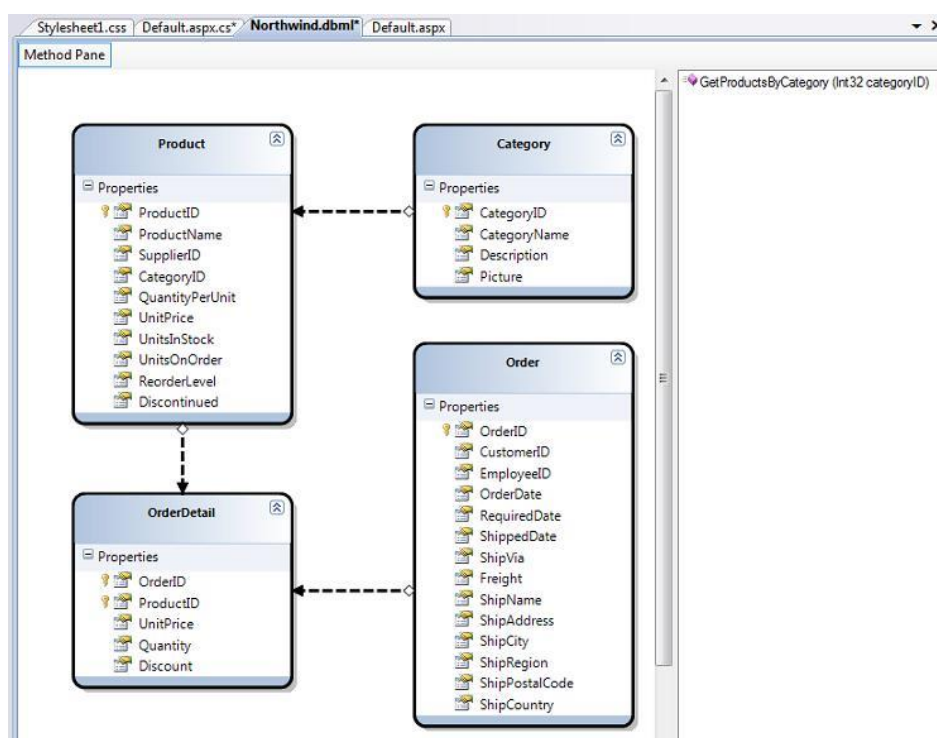 Stylesheet1.css Default.aspx.cs* Northwind.dbml* Default.aspx
Method Pane
GetProductsByCategory (Int32 categoryID)
Product
Properties
ProductID
ProductName
SupplierID
CategoryID
QuantityPerUnit
UnitPrice
UnitsInStock
UnitsOnOrder
ReorderLevel
Discontinued
Category
Properties
CategoryID
CategoryName
Description
Picture
OrderDetail
Properties
OrderID
ProductID
UnitPrice
Quantity
Discount
Order
Properties
OrderID
CustomerID
EmployeeID
OrderDate
RequiredDate
ShippedDate
ShipVia
Freight
ShipName
ShipAddress
ShipCity
ShipRegion
ShipPostalCode
ShipCountry